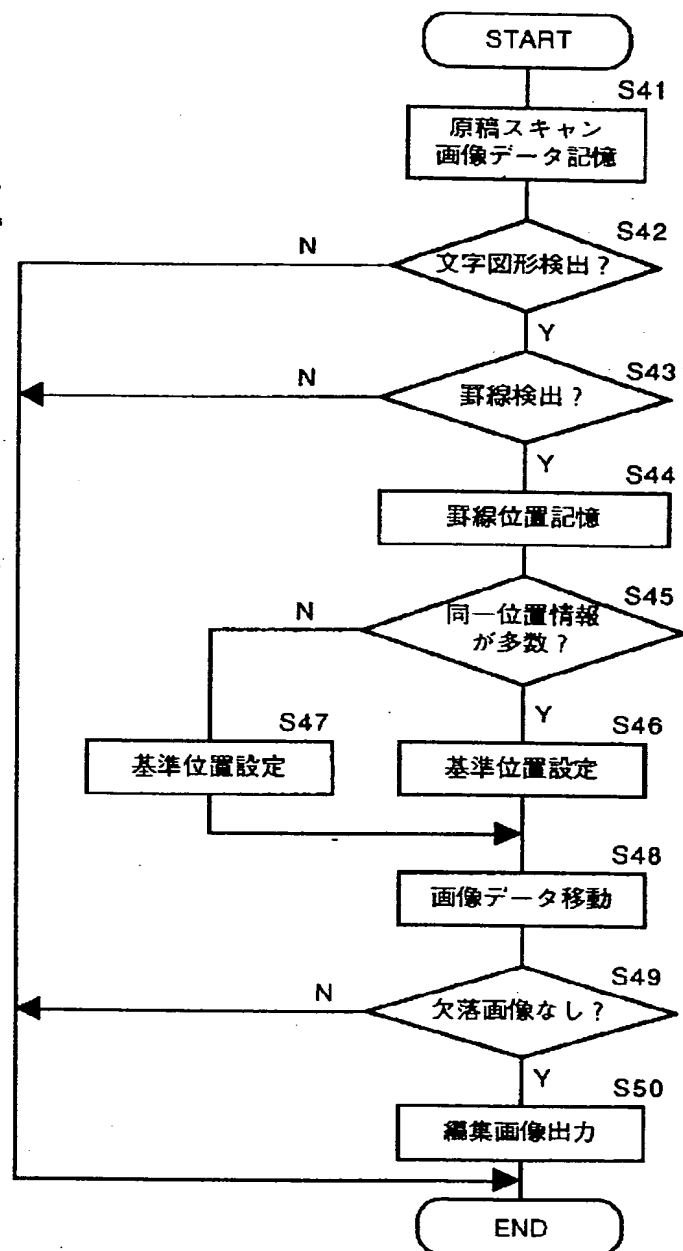 START
S41
原稿スキャン
画像データ記憶
S42
N
文字図形検出?
Y
S43
N
罫線検出?
Y
S44
罫線位置記憶
S45
N
同一位置情報
が多数?
Y
S47
S46
基準位置設定
基準位置設定
S48
画像データ移動
S49
N
欠落画像なし?
Y
S50
編集画像出力
END